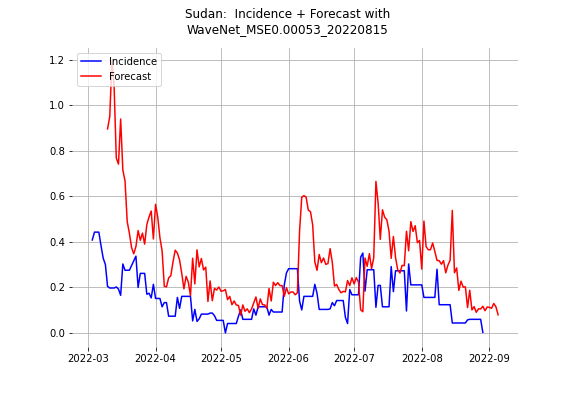 Sudan:  Incidence + Forecast with
WaveNet_MSE0.00053_20220815
Incidence
Forecast
1.2
1.0
0.8
0.6
0.4
0.2
0.0
2022-03 2022-04 2022-05 2022-06 2022-07 2022-08 2022-09